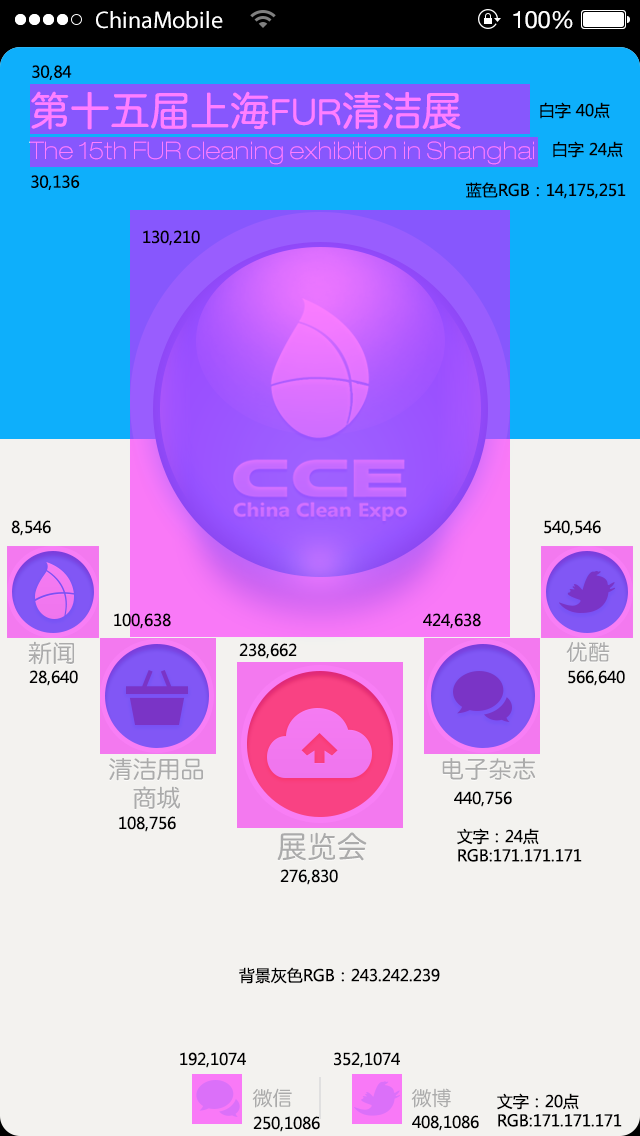 ChinaMobile 100%
30,84
第十五届上海FUR清洁展
白字 40点
The 15th FUR cleaning exhibition in Shanghai
白字 24点
30,136
蓝色RGB：14,175,251
130,210
CCE
China Clean Expo
8,546
540,546
100,638
424,638
新闻
优酷
238,662
28,640
566,640
清洁用品
商城
电子杂志
440,756
108,756
文字：24点
RGB:171.171.171
展览会
276,830
背景灰色RGB：243.242.239
192,1074
352,1074
微信
微博
250,1086
408,1086
文字：20点
RGB:171.171.171